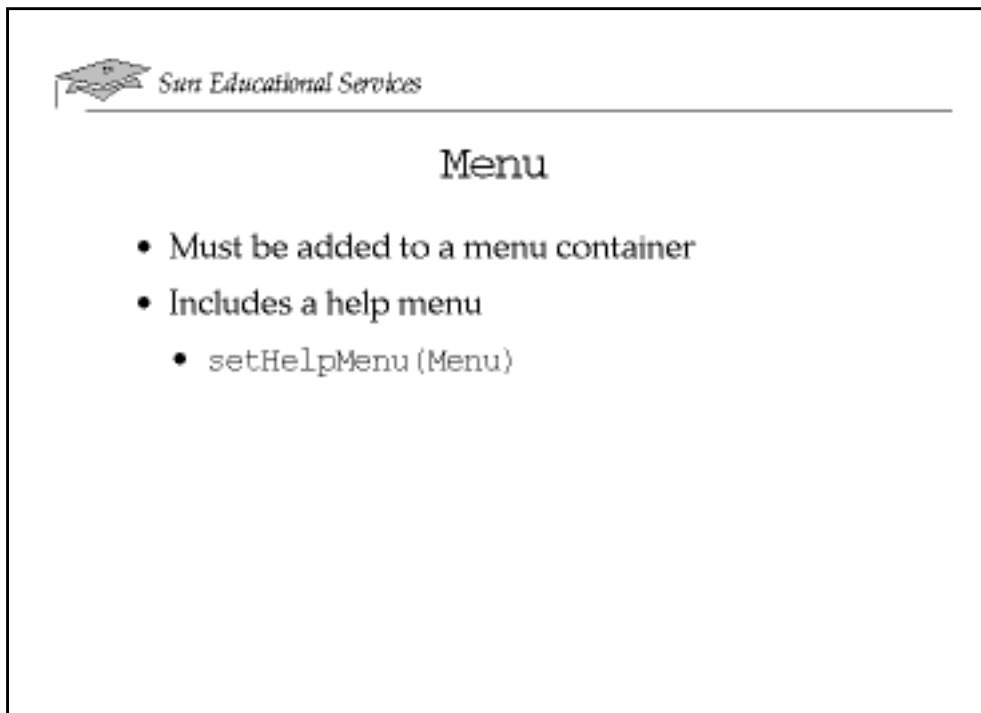 Sun Educational Services
Menu
• Must be added to a menu container
• Includes a help menu
• setHelpMenu(Menu)